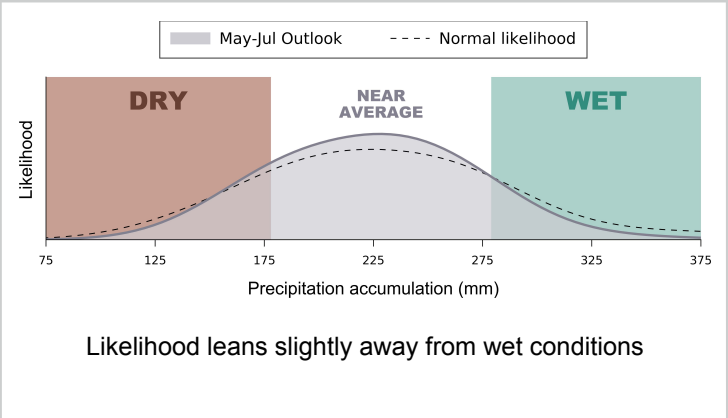 May-Jul Outlook
Normal likelihood
DRY
NEAR
AVERAGE
WET
Likelihood
75
125
175
225
275
325
375
Precipitation accumulation (mm)
Likelihood leans slightly away from wet conditions